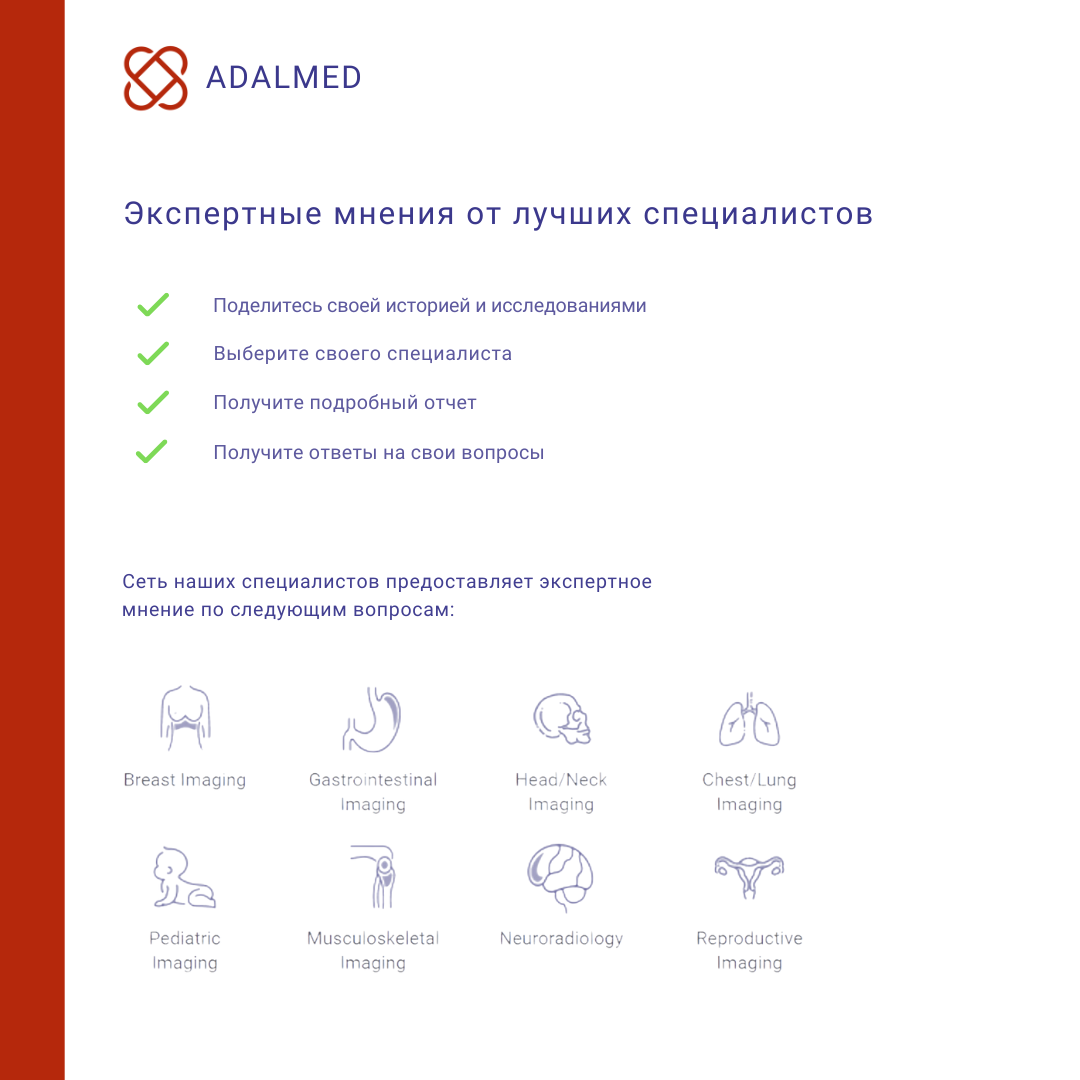 ADALMED
Экспертные мнения от лучших специалистов
Поделитесь своей историей и исследованиями
Выберите своего специалиста
Получите подробный отчет
Получите ответы на свои вопросы
Сеть наших специалистов предоставляет экспертное
мнение по следующим вопросам:
Breast Imaging
Gastrointestinal
Imaging
Head/Neck
Imaging
Chest/Lung
Imaging
Pediatric
Imaging
Musculoskeletal
Imaging
Neuroradiology
Reproductive
Imaging